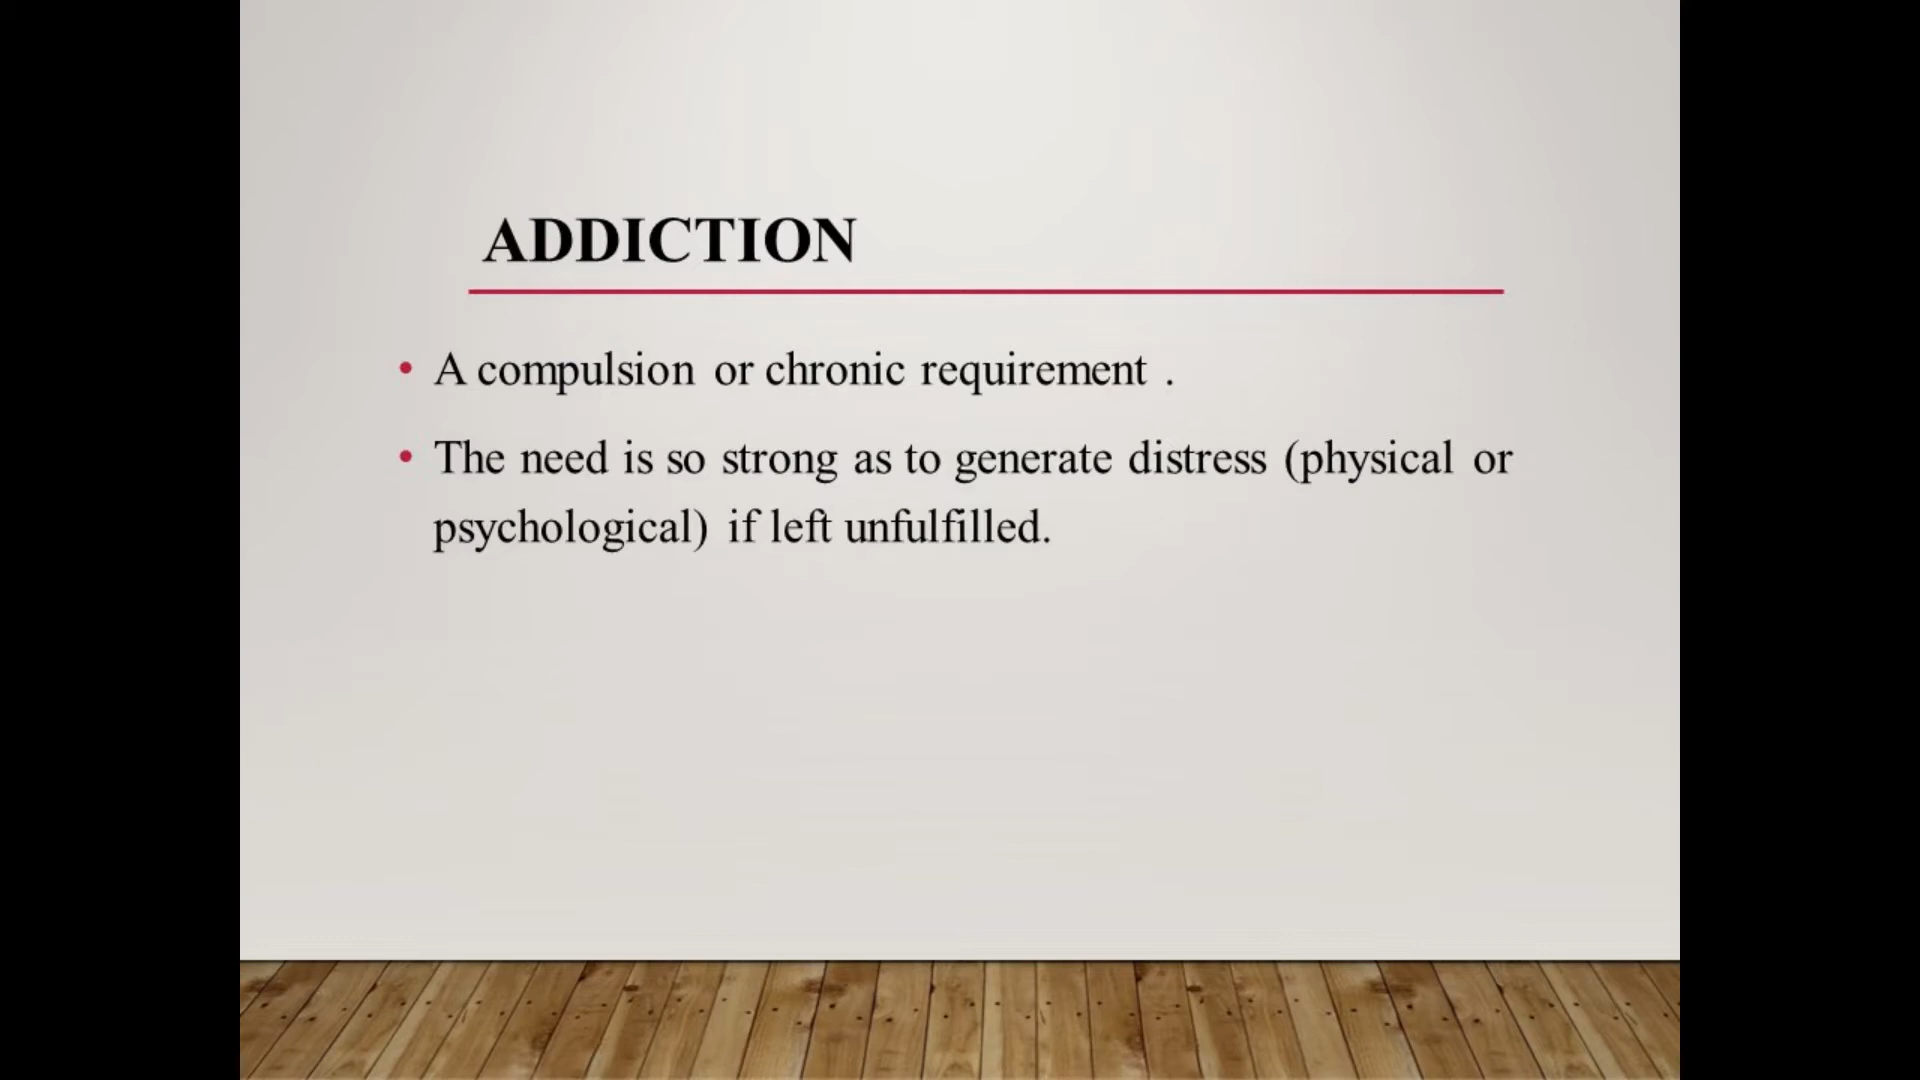 ADDICTION
• A compulsion or chronic requirement .
• The need is so strong as to generate distress (physical or
psychological) if left unfulfilled.